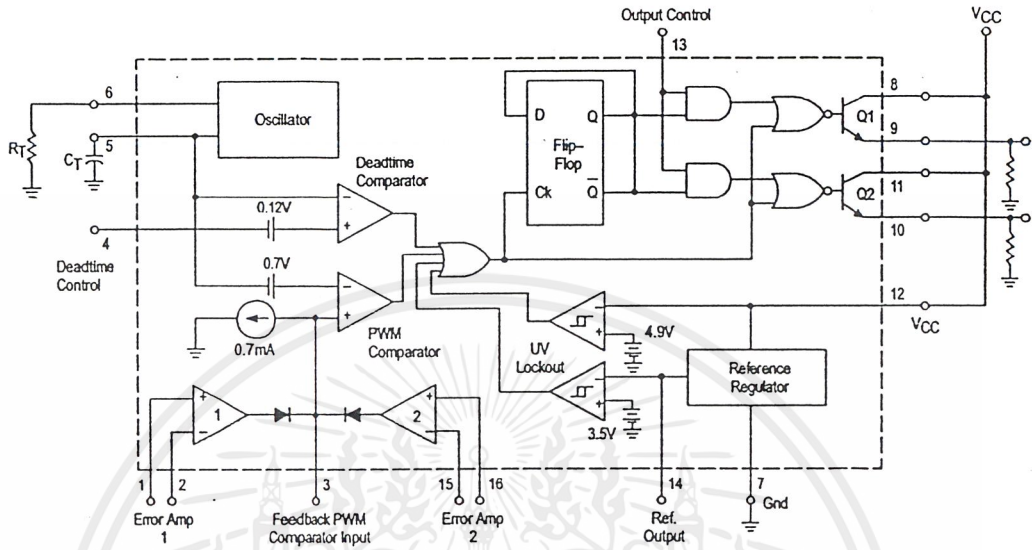 Output Control
VCC
13
6
Oscillator
8
D
Q
Q1
RT
5
CT
Flip-
Flop
9
Deadtime
Comparator
11
0.12V
Ck
Q
Q2
4
10
Deadtime
Control
0.7V
12
VCC
4.9V
0.7mA
PWM
Comparator
UV
Lockout
Reference
Regulator
1
2
3.5V
1
2
3
15
16
14
7
Gnd
Error Amp
1
Feedback PWM
Comparator Input
Error Amp
2
Ref.
Output